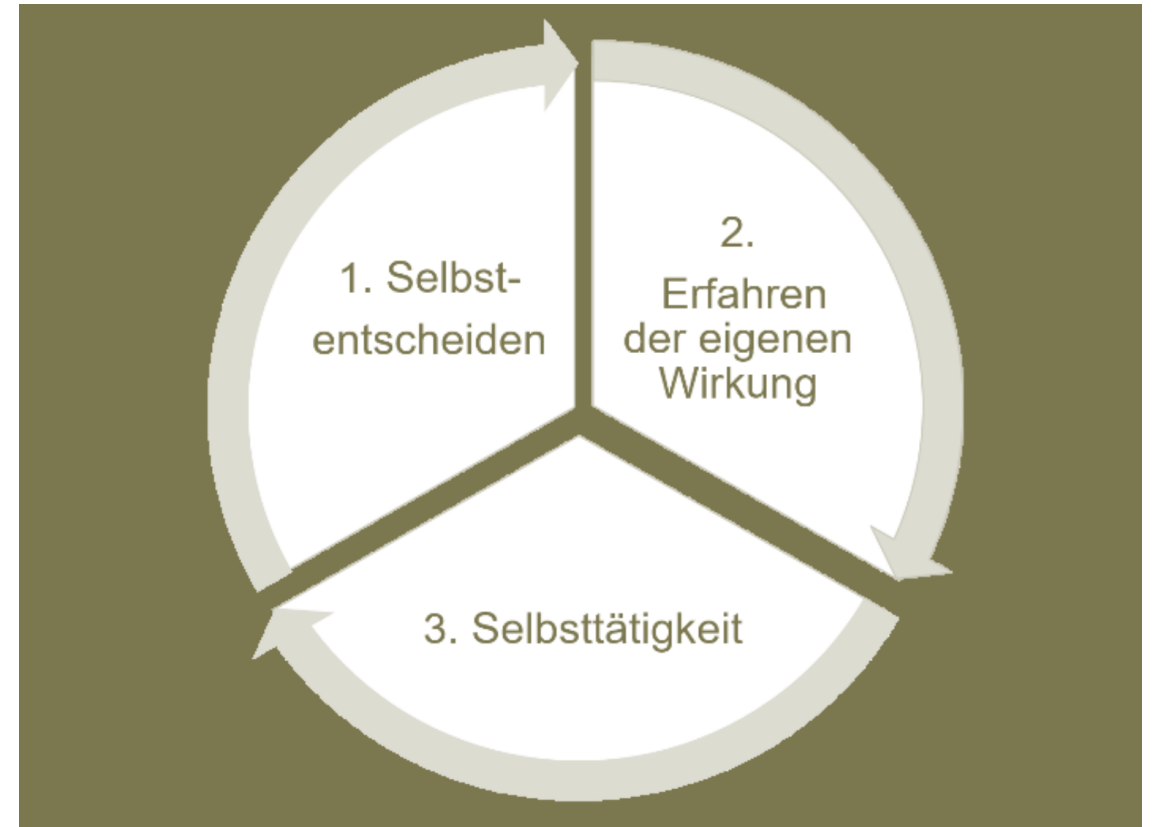 1. Selbst-
entscheiden
2.
Erfahren
der eigenen
Wirkung
3. Selbsttätigkeit